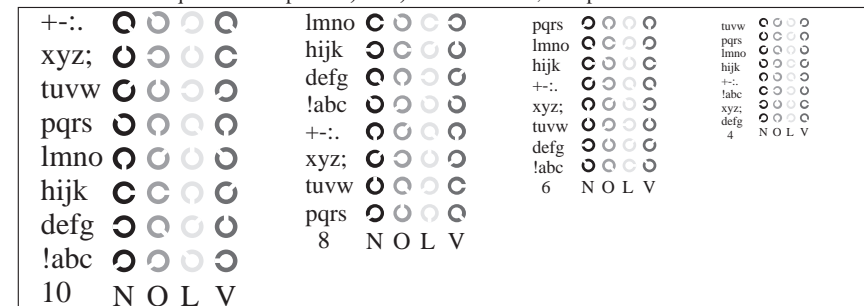 +-:.
xyz;
tuvw
pqrs
lmno
hijk
defg
!abc
10 N O L V
lmno
hijk
defg
!abc
+-:.
xyz;
tuvw
pqrs
8 N O L V
pqrs
lmno
hijk
+-:.
xyz;
tuvw
defg
!abc
6 N O L V
tuvw
pqrs
lmno
hijk
+-:.
!abc
xyz;
defg
4 N O L V